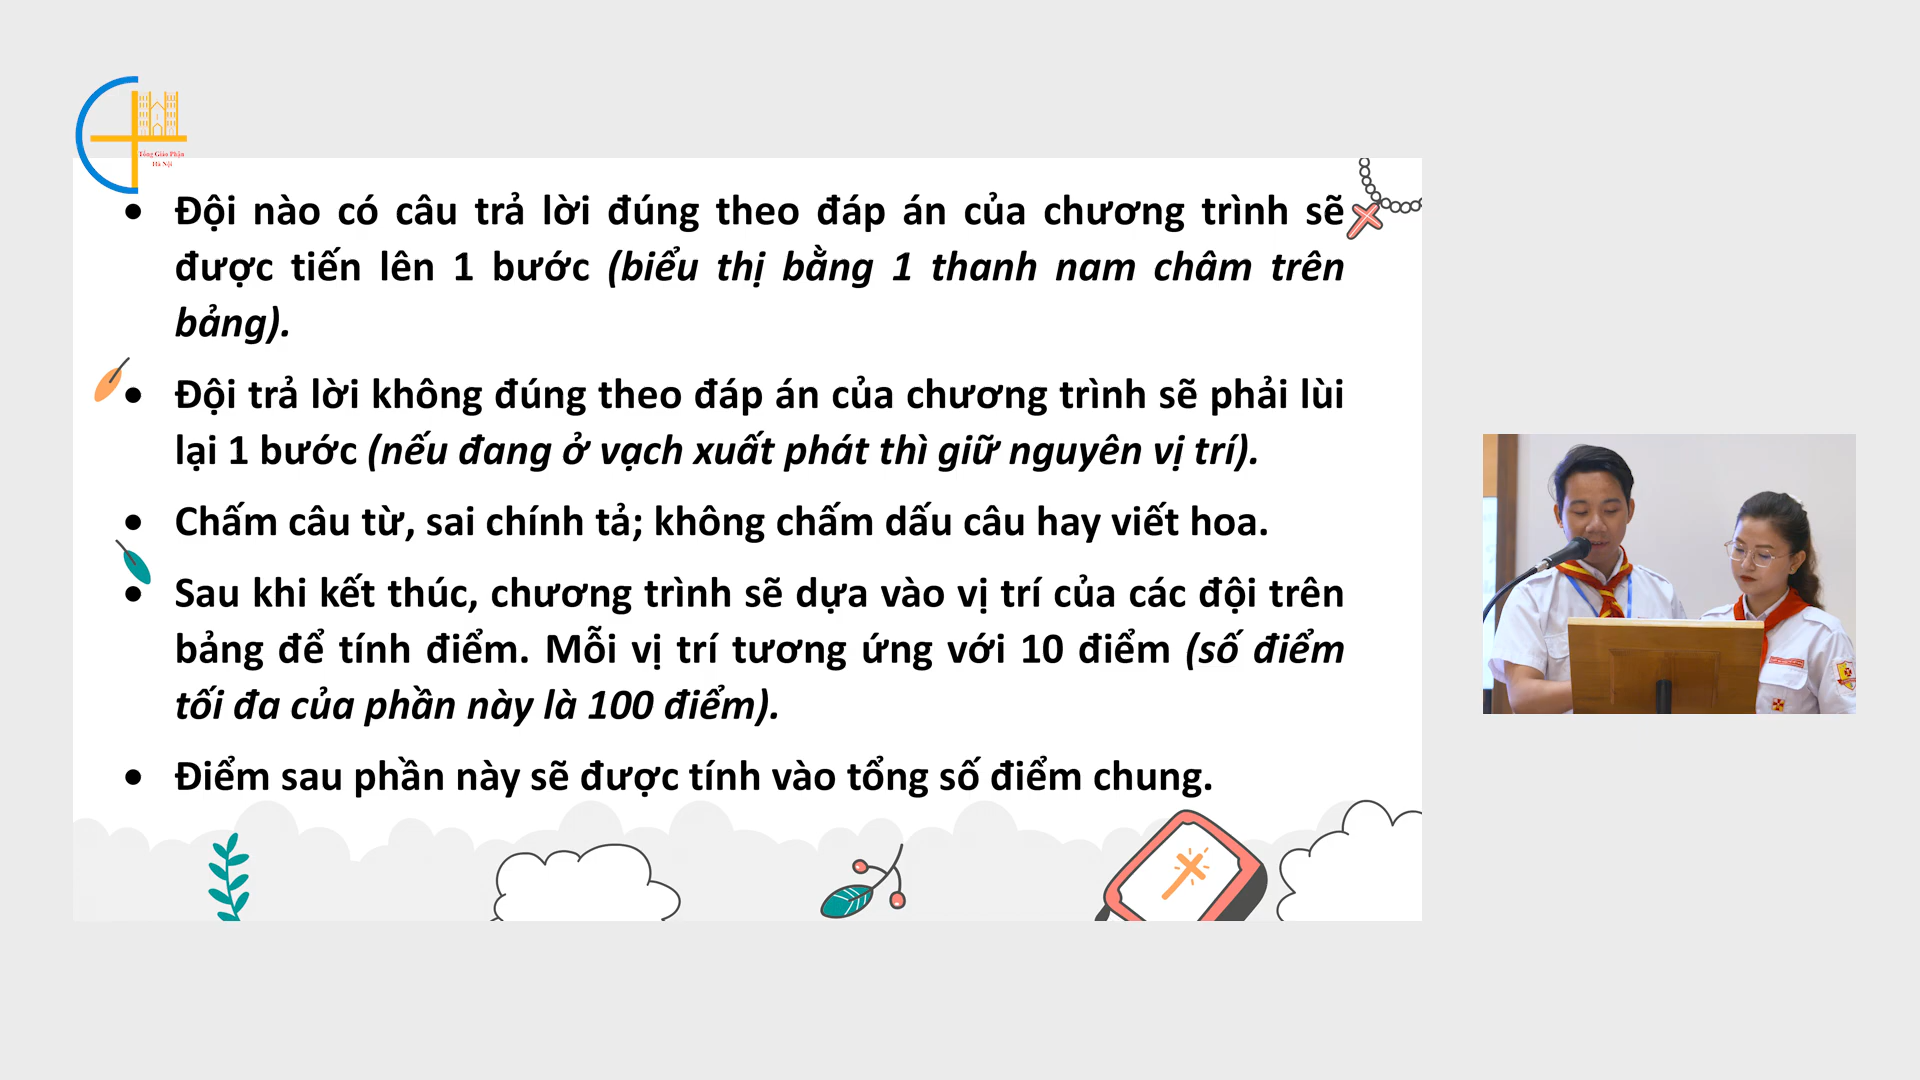 Tổng Giáo Phận
Hà Nội
Đội nào có câu trả lời đúng theo đáp án của chương trình sẽ
được tiến lên 1 bước (biểu thị bằng 1 thanh nam châm trên
bảng).
Đội trả lời không đúng theo đáp án của chương trình sẽ phải lùi
lại 1 bước (nếu đang ở vạch xuất phát thì giữ nguyên vị trí).
Chấm câu từ, sai chính tả; không chấm dấu câu hay viết hoa.
Sau khi kết thúc, chương trình sẽ dựa vào vị trí của các đội trên
bảng để tính điểm. Mỗi vị trí tương ứng với 10 điểm (số điểm
tối đa của phần này là 100 điểm).
Điểm sau phần này sẽ được tính vào tổng số điểm chung.